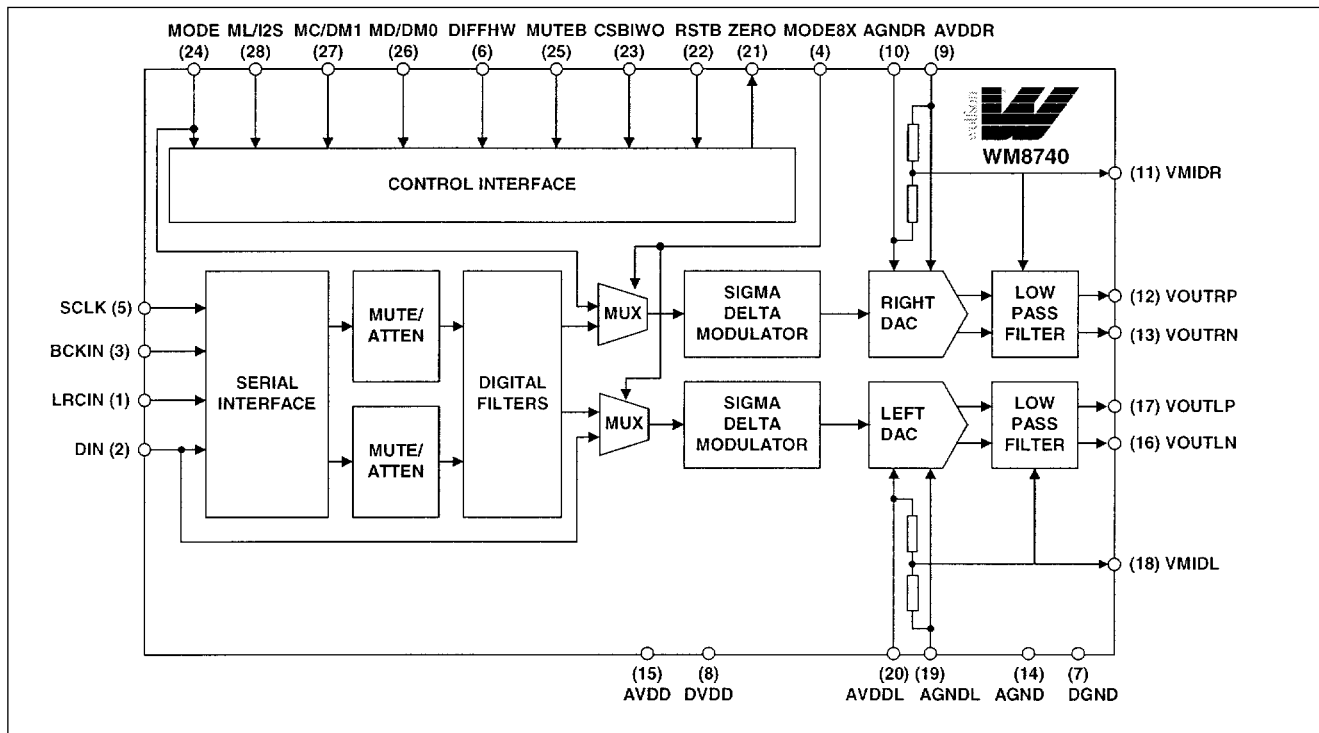 MODE ML/I2S MC/DM1 MD/DM0 DIFFHW MUTEB CSBIWO RSTB ZERO MODE8X AGNDR AVDDR
(24) (28) (27) (26) (6) (25) (23) (22) (21) (4) (10) (9)
wolfson
WM8740
CONTROL INTERFACE
(11) VMIDR
SCLK (5)
BCKIN (3)
LRCIN (1)
DIN (2)
SERIAL
INTERFACE
MUTE/
ATTEN
MUTE/
ATTEN
DIGITAL
FILTERS
MUX
SIGMA
DELTA
MODULATOR
RIGHT
DAC
LOW
PASS
FILTER
(12) VOUTRP
(13) VOUTRN
MUX
SIGMA
DELTA
MODULATOR
LEFT
DAC
LOW
PASS
FILTER
(17) VOUTLP
(16) VOUTLN
(18) VMIDL
(15) (8) (20) (19) (14) (7)
AVDD DVDD AVDDL AGNDL AGND DGND